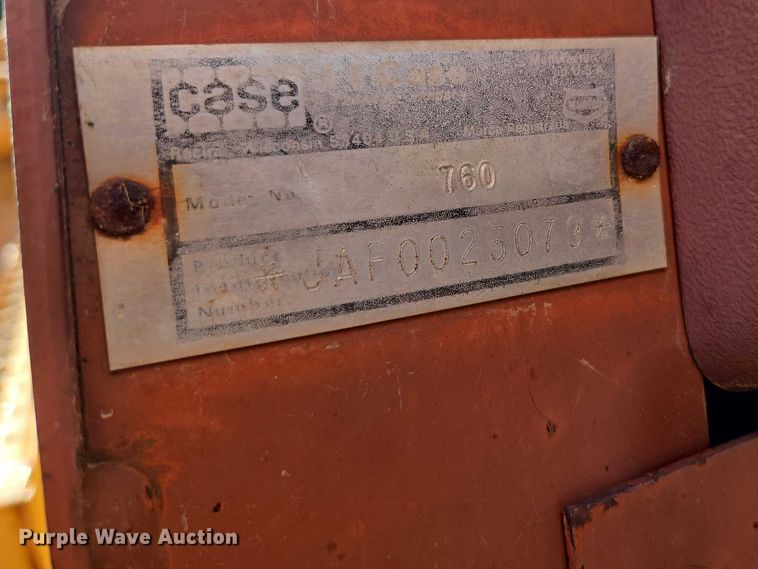 case
J I Case
®
Model No.
760
Product
Identification
Number
*JAF0023079*
Purple Wave Auction